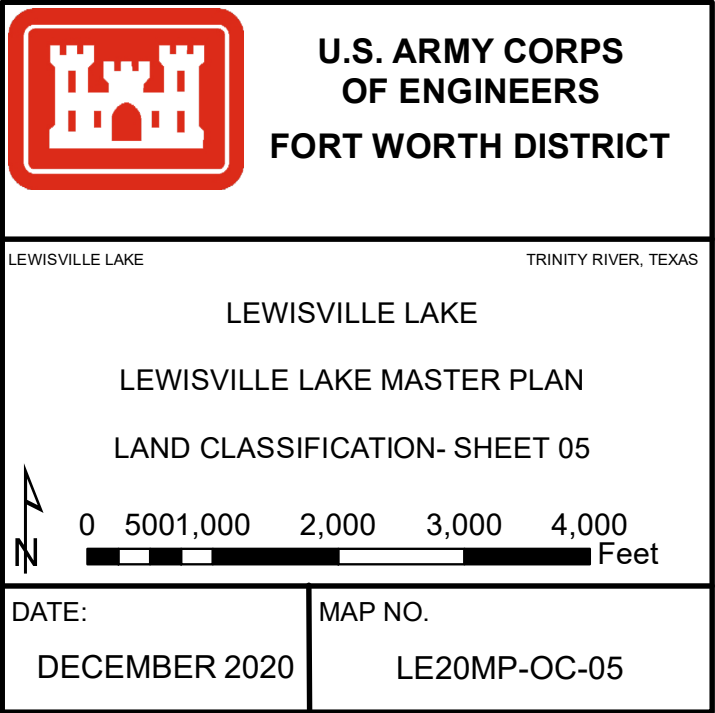 U.S. ARMY CORPS
OF ENGINEERS
FORT WORTH DISTRICT
LEWISVILLE LAKE TRINITY RIVER, TEXAS
LEWISVILLE LAKE
LEWISVILLE LAKE MASTER PLAN
LAND CLASSIFICATION- SHEET 05
N
0 500 1,000 2,000 3,000 4,000
Feet
DATE: MAP NO.
DECEMBER 2020 LE20MP-OC-05